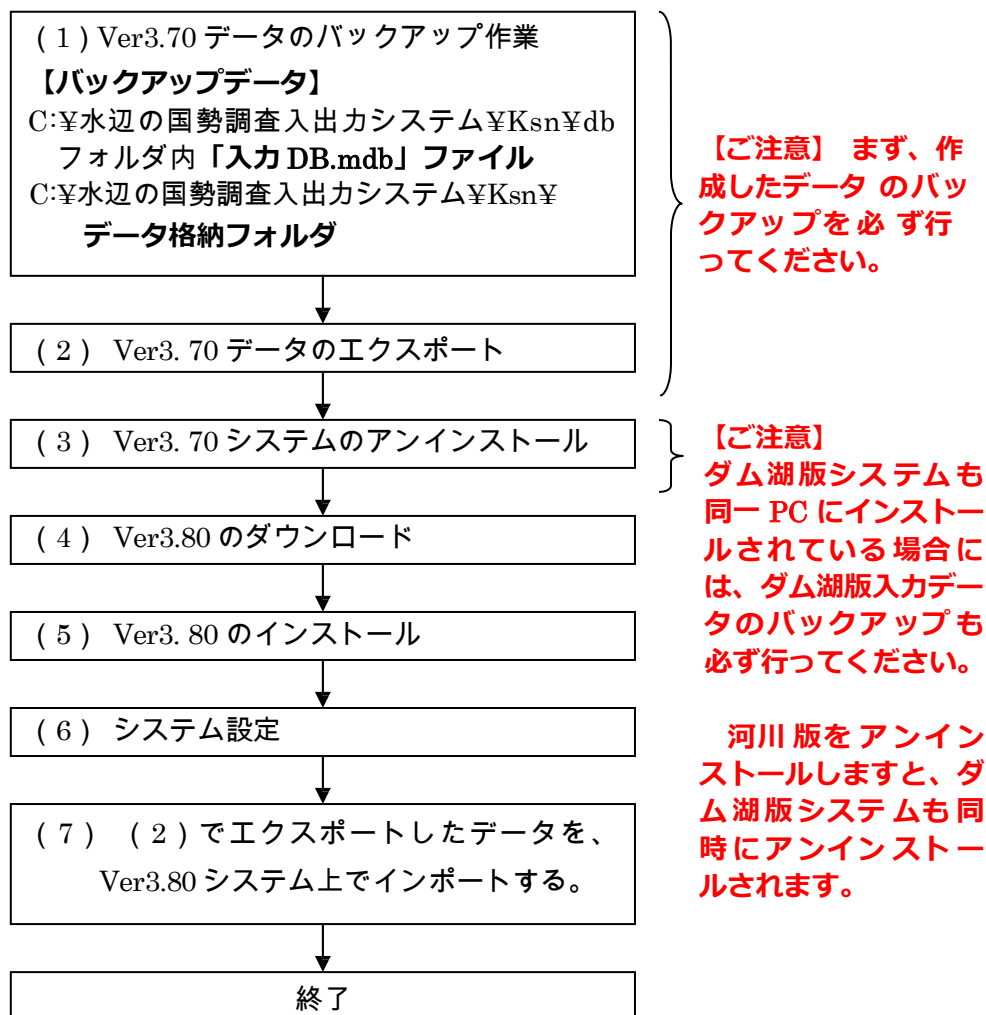 (1)Ver3.70 データのバックアップ作業
【バックアップデータ】
C:¥水辺の国勢調査入出力システム¥Ksn¥db
フォルダ内「入力 DB.mdb」ファイル
C:¥水辺の国勢調査入出力システム¥Ksn¥
データ格納フォルダ
【ご注意】 まず、作
成したデータ のバッ
クアップを 必 ず行
ってください。
(2) Ver3. 70 データのエクスポート
(3) Ver3. 70 システムのアンインストール
【ご注意】
ダム湖版システムも
同一 PC にインストー
ルされている場合に
は、ダム湖版入力デー
タのバックアップも
必ず行ってください。
(4) Ver3.80 のダウンロード
(5) Ver3. 80 のインストール
(6) システム設定
河川版をアンイン
ストールしますと、ダ
ム湖版システムも同
時にアンインストー
ルされます。
(7) (2)でエクスポートしたデータを、
Ver3.80 システム上でインポートする。
終了